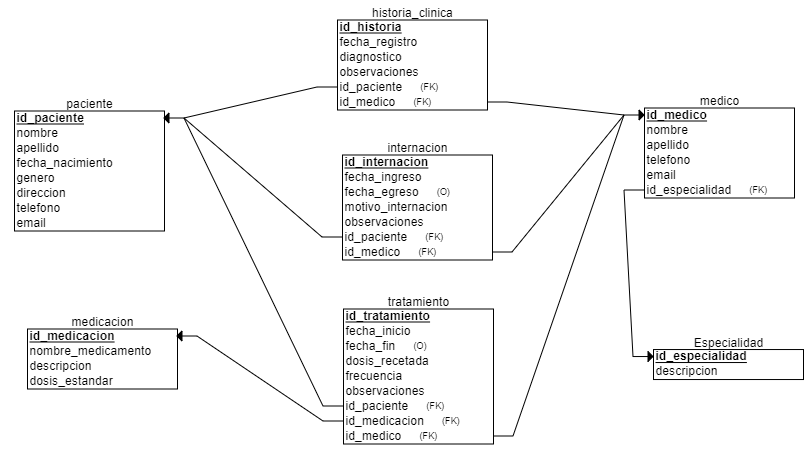 historia_clinica
id_historia
fecha_registro
diagnostico
observaciones
id_paciente (FK)
id_medico (FK)
paciente
id_paciente
nombre
apellido
fecha_nacimiento
genero
direccion
telefono
email
medico
id_medico
nombre
apellido
telefono
email
id_especialidad (FK)
internacion
id_internacion
fecha_ingreso
fecha_egreso (O)
motivo_internacion
observaciones
id_paciente (FK)
id_medico (FK)
medicacion
id_medicacion
nombre_medicamento
descripcion
dosis_estandar
tratamiento
id_tratamiento
fecha_inicio
fecha_fin (O)
dosis_recetada
frecuencia
observaciones
id_paciente (FK)
id_medicacion (FK)
id_medico (FK)
Especialidad
id_especialidad
descripcion